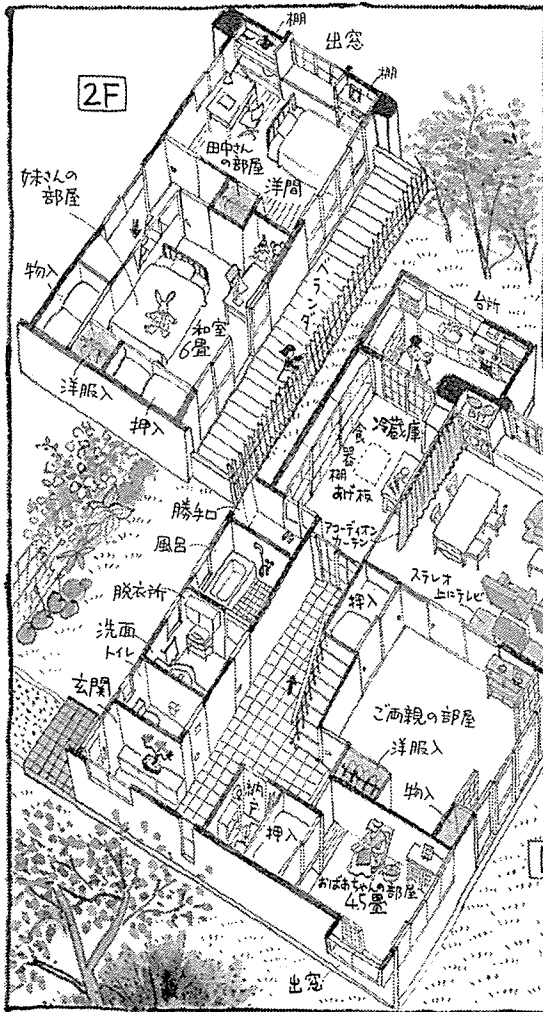 2F
棚
出窓
棚
田中さん
の部屋
洋間
妹さんの
部屋
物入
洋服入
押入
和室
6畳
ベランダ
台所
食器棚
冷蔵庫
あげ板
アコーディオン
カーテン
勝手口
風呂
脱衣所
洗面
トイレ
玄関
押入
ステレオ
上にテレビ
ご両親の部屋
洋服入
物入
納戸
押入
おばあちゃんの部屋
4.5畳
出窓